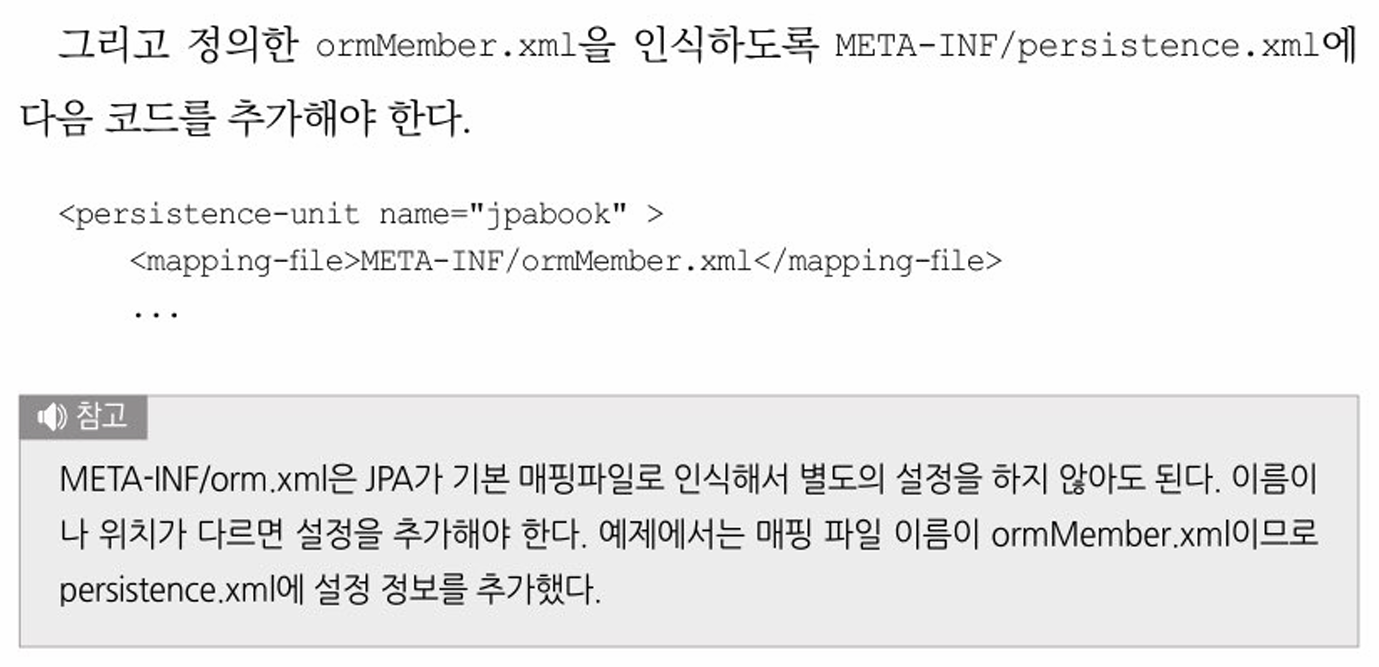 그리고 정의한 ormMember.xml을 인식하도록 META-INF/persistence.xml에
다음 코드를 추가해야 한다.
<persistence-unit name="jpabook" >
    <mapping-file>META-INF/ormMember.xml</mapping-file>
    ...
참고
META-INF/orm.xml은 JPA가 기본 매핑파일로 인식해서 별도의 설정을 하지 않아도 된다. 이름이
나 위치가 다르면 설정을 추가해야 한다. 예제에서는 매핑 파일 이름이 ormMember.xml이므로
persistence.xml에 설정 정보를 추가했다.